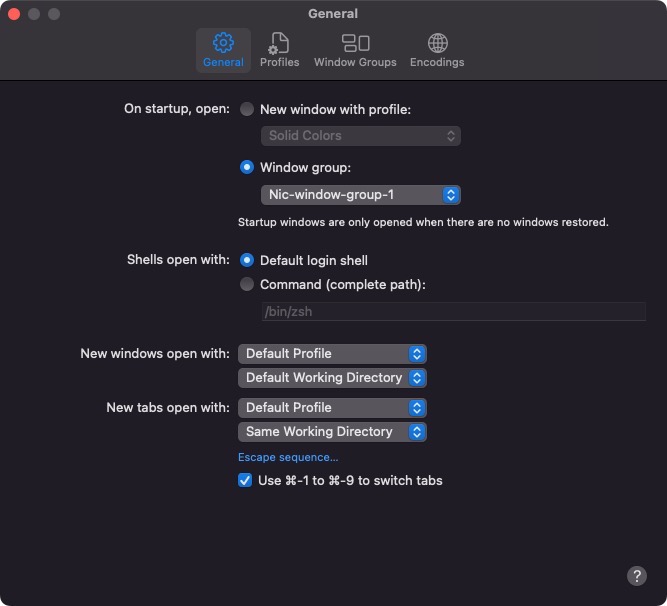 General
General Profiles Window Groups Encodings
On startup, open: New window with profile:
Solid Colors
Window group:
Nic-window-group-1
Startup windows are only opened when there are no windows restored.
Shells open with: Default login shell
Command (complete path):
/bin/zsh
New windows open with: Default Profile
Default Working Directory
New tabs open with: Default Profile
Same Working Directory
Escape sequence...
Use ⌘-1 to ⌘-9 to switch tabs
?